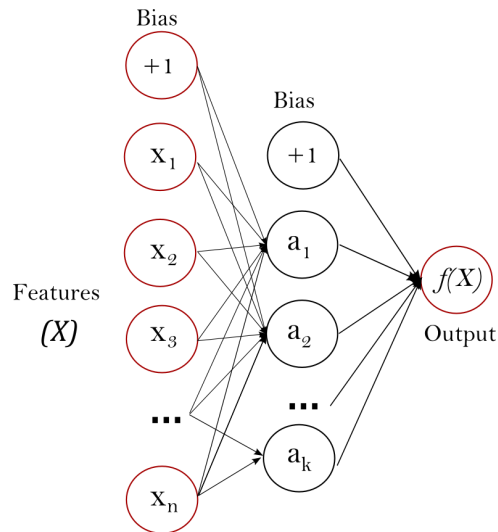 Bias
+1
x1
x2
x3
...
xn
Features
(X)
Bias
+1
a1
a2
...
ak
f(X)
Output